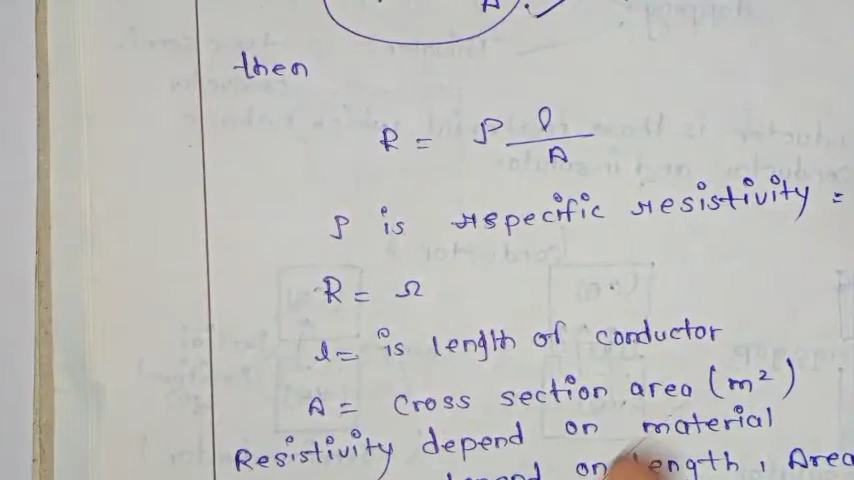 A
then
R = ρ l / A
ρ is specific resistivity =
R = Ω
l = is length of conductor
A = Cross section area (m²)
Resistivity depend on material
on length, Area